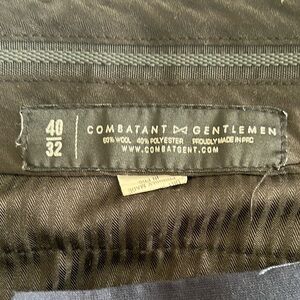 40
32
COMBATANT GENTLEMEN
60% WOOL 40% POLYESTER PROUDLY MADE IN PRC
WWW.COMBATGENT.COM